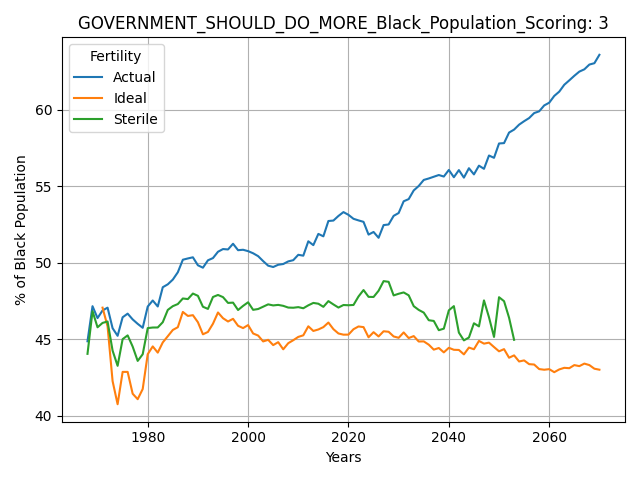 GOVERNMENT_SHOULD_DO_MORE_Black_Population_Scoring: 3
Fertility
Actual
Ideal
Sterile
% of Black Population
60
55
50
45
40
1980
2000
2020
2040
2060
Years